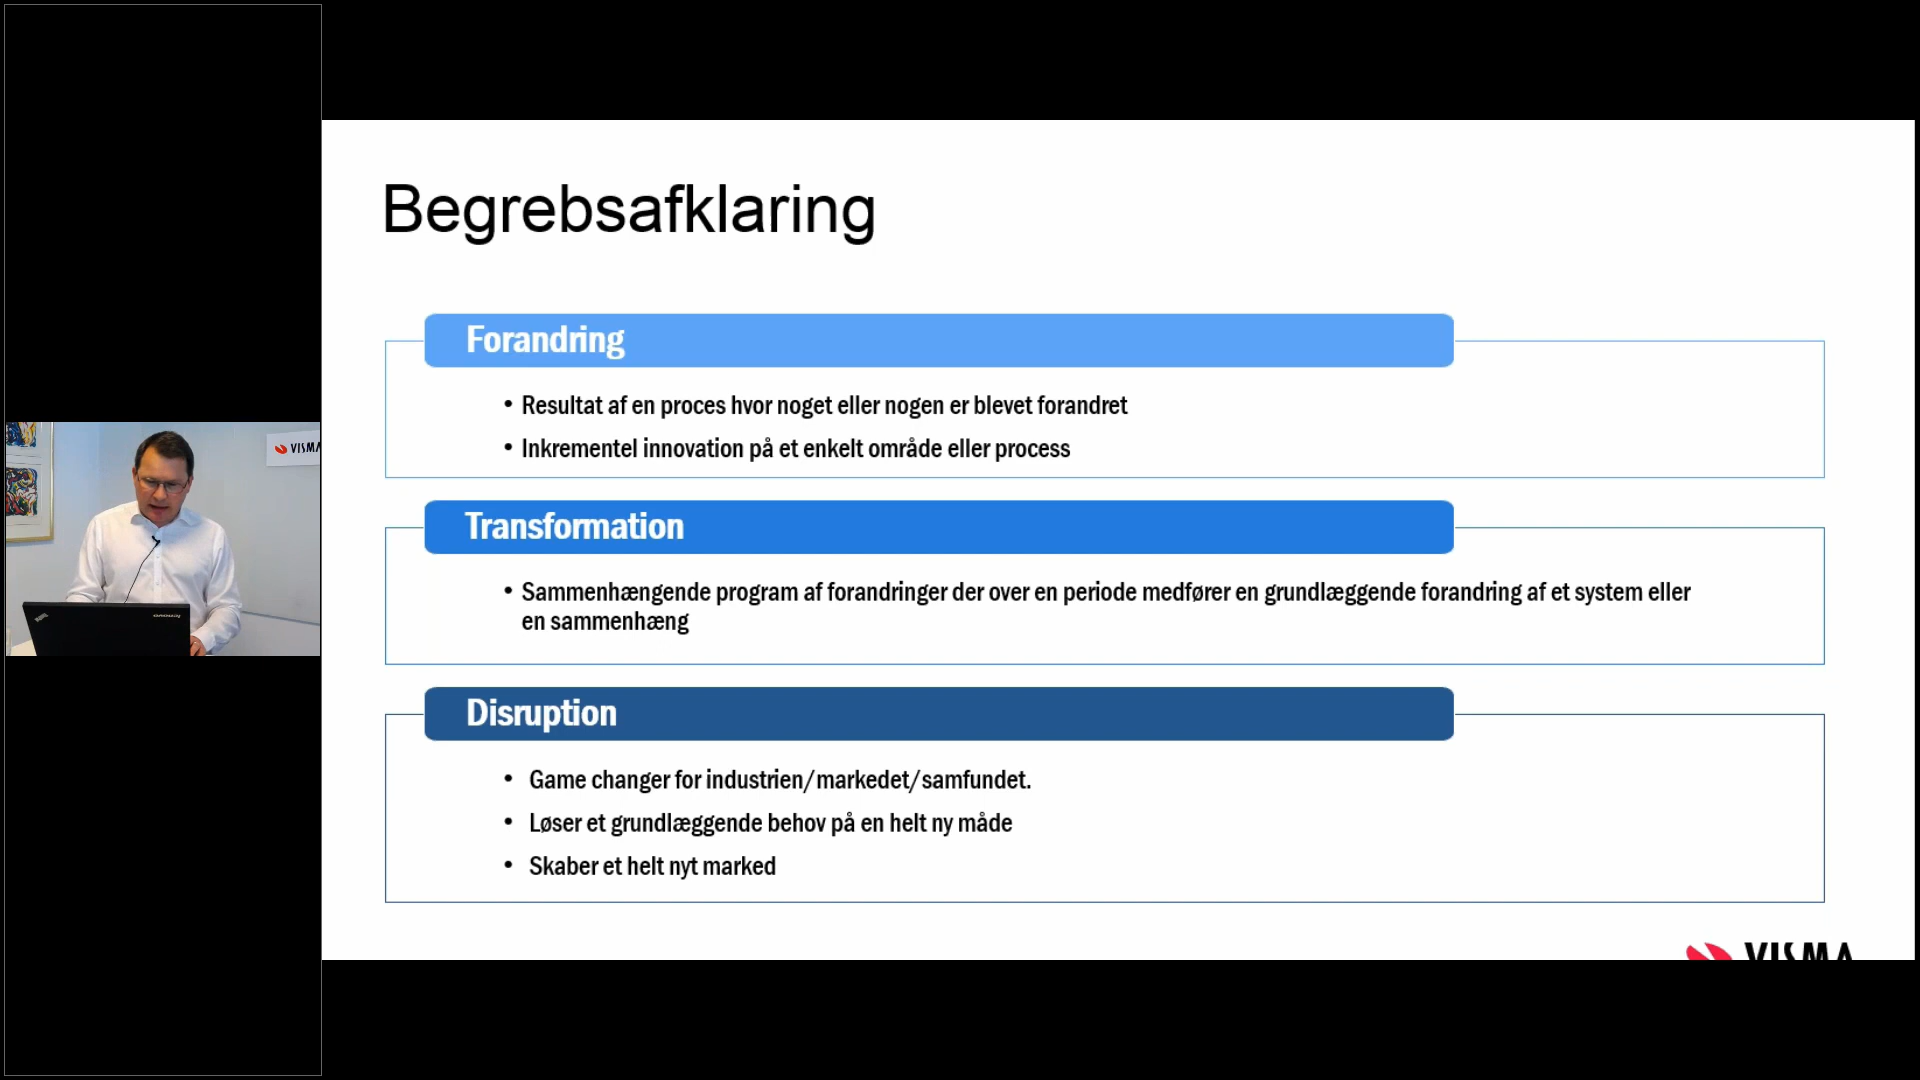 Begrebsafklaring
Forandring
• Resultat af en proces hvor noget eller nogen er blevet forandret
• Inkrementel innovation på et enkelt område eller process
Transformation
• Sammenhængende program af forandringer der over en periode medfører en grundlæggende forandring af et system eller
en sammenhæng
Disruption
• Game changer for industrien/markedet/samfundet.
• Løser et grundlæggende behov på en helt ny måde
• Skaber et helt nyt marked
VISMA
VISMA
lenovo